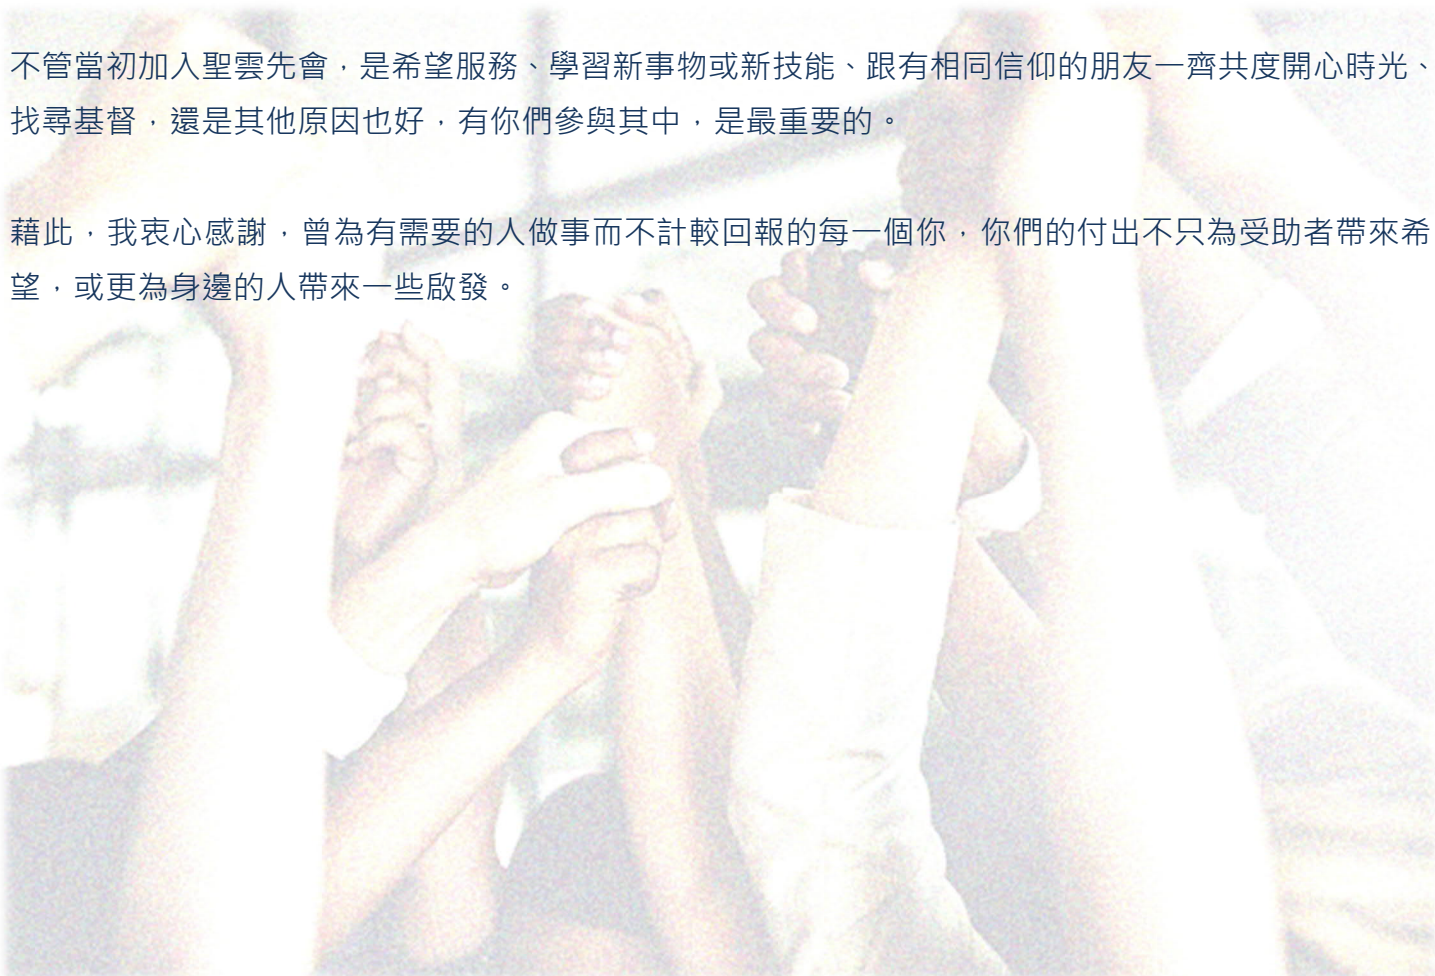 不管當初加入聖雲先會，是希望服務、學習新事物或新技能、跟有相同信仰的朋友一齊共度開心時光、
找尋基督，還是其他原因也好，有你們參與其中，是最重要的。
藉此，我衷心感謝，曾為有需要的人做事而不計較回報的每一個你，你們的付出不只為受助者帶來希
望，或更為身邊的人帶來一些啟發。